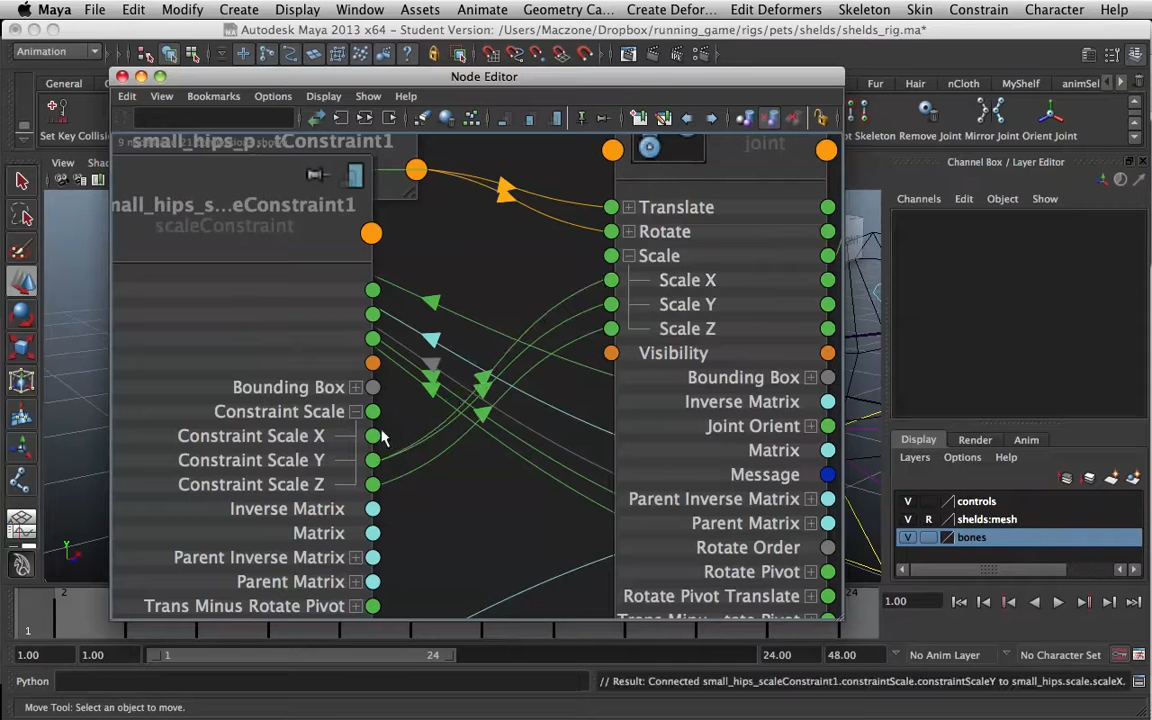 Maya File Edit Modify Create Display Window Assets Animate Geometry Ca... Create Defor... Edit Deformers Skeleton Skin Constrain Character Help
Autodesk Maya 2013 x64 - Student Version: /Users/Maczone/Dropbox/running_game/rigs/pets/shelds/shelds_rig.ma*
Animation
General
Fur Hair nCloth MyShelf animSel
Set Key Collisio
Skeleton Remove Joint Mirror Joint Orient Joint
View Sha
Node Editor
Edit View Bookmarks Options Display Show Help
small_hips_p...tConstraint1
mall_hips_s...eConstraint1
scaleConstraint
Bounding Box
Constraint Scale
Constraint Scale X
Constraint Scale Y
Constraint Scale Z
Inverse Matrix
Matrix
Parent Inverse Matrix
Parent Matrix
Trans Minus Rotate Pivot
joint
Translate
Rotate
Scale
Scale X
Scale Y
Scale Z
Visibility
Bounding Box
Inverse Matrix
Joint Orient
Matrix
Message
Parent Inverse Matrix
Parent Matrix
Rotate Order
Rotate Pivot
Rotate Pivot Translate
Channel Box / Layer Editor
Channels Edit Object Show
Display Render Anim
Layers Options Help
V controls
V R shelds:mesh
V bones
2 24
1
1.00
1.00 1.00 1 24 24.00 48.00 No Anim Layer No Character Set
Python // Result: Connected small_hips_scaleConstraint1.constraintScale.constraintScaleY to small_hips.scale.scaleX.
Move Tool: Select an object to move.